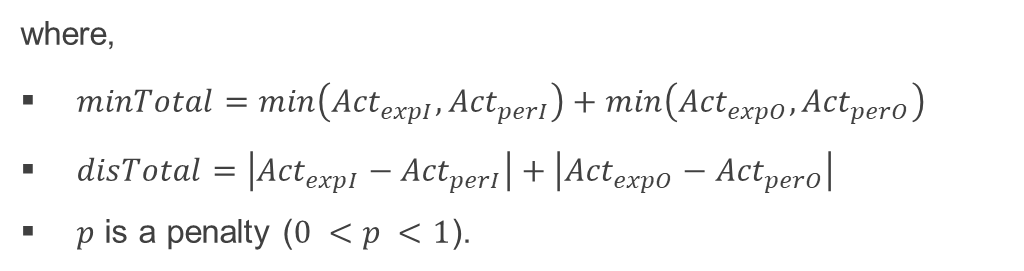 where,
▪ minTotal = min(Act_expI, Act_perI) + min(Act_expO, Act_perO)
▪ disTotal = |Act_expI − Act_perI| + |Act_expO − Act_perO|
▪ p is a penalty (0 < p < 1).